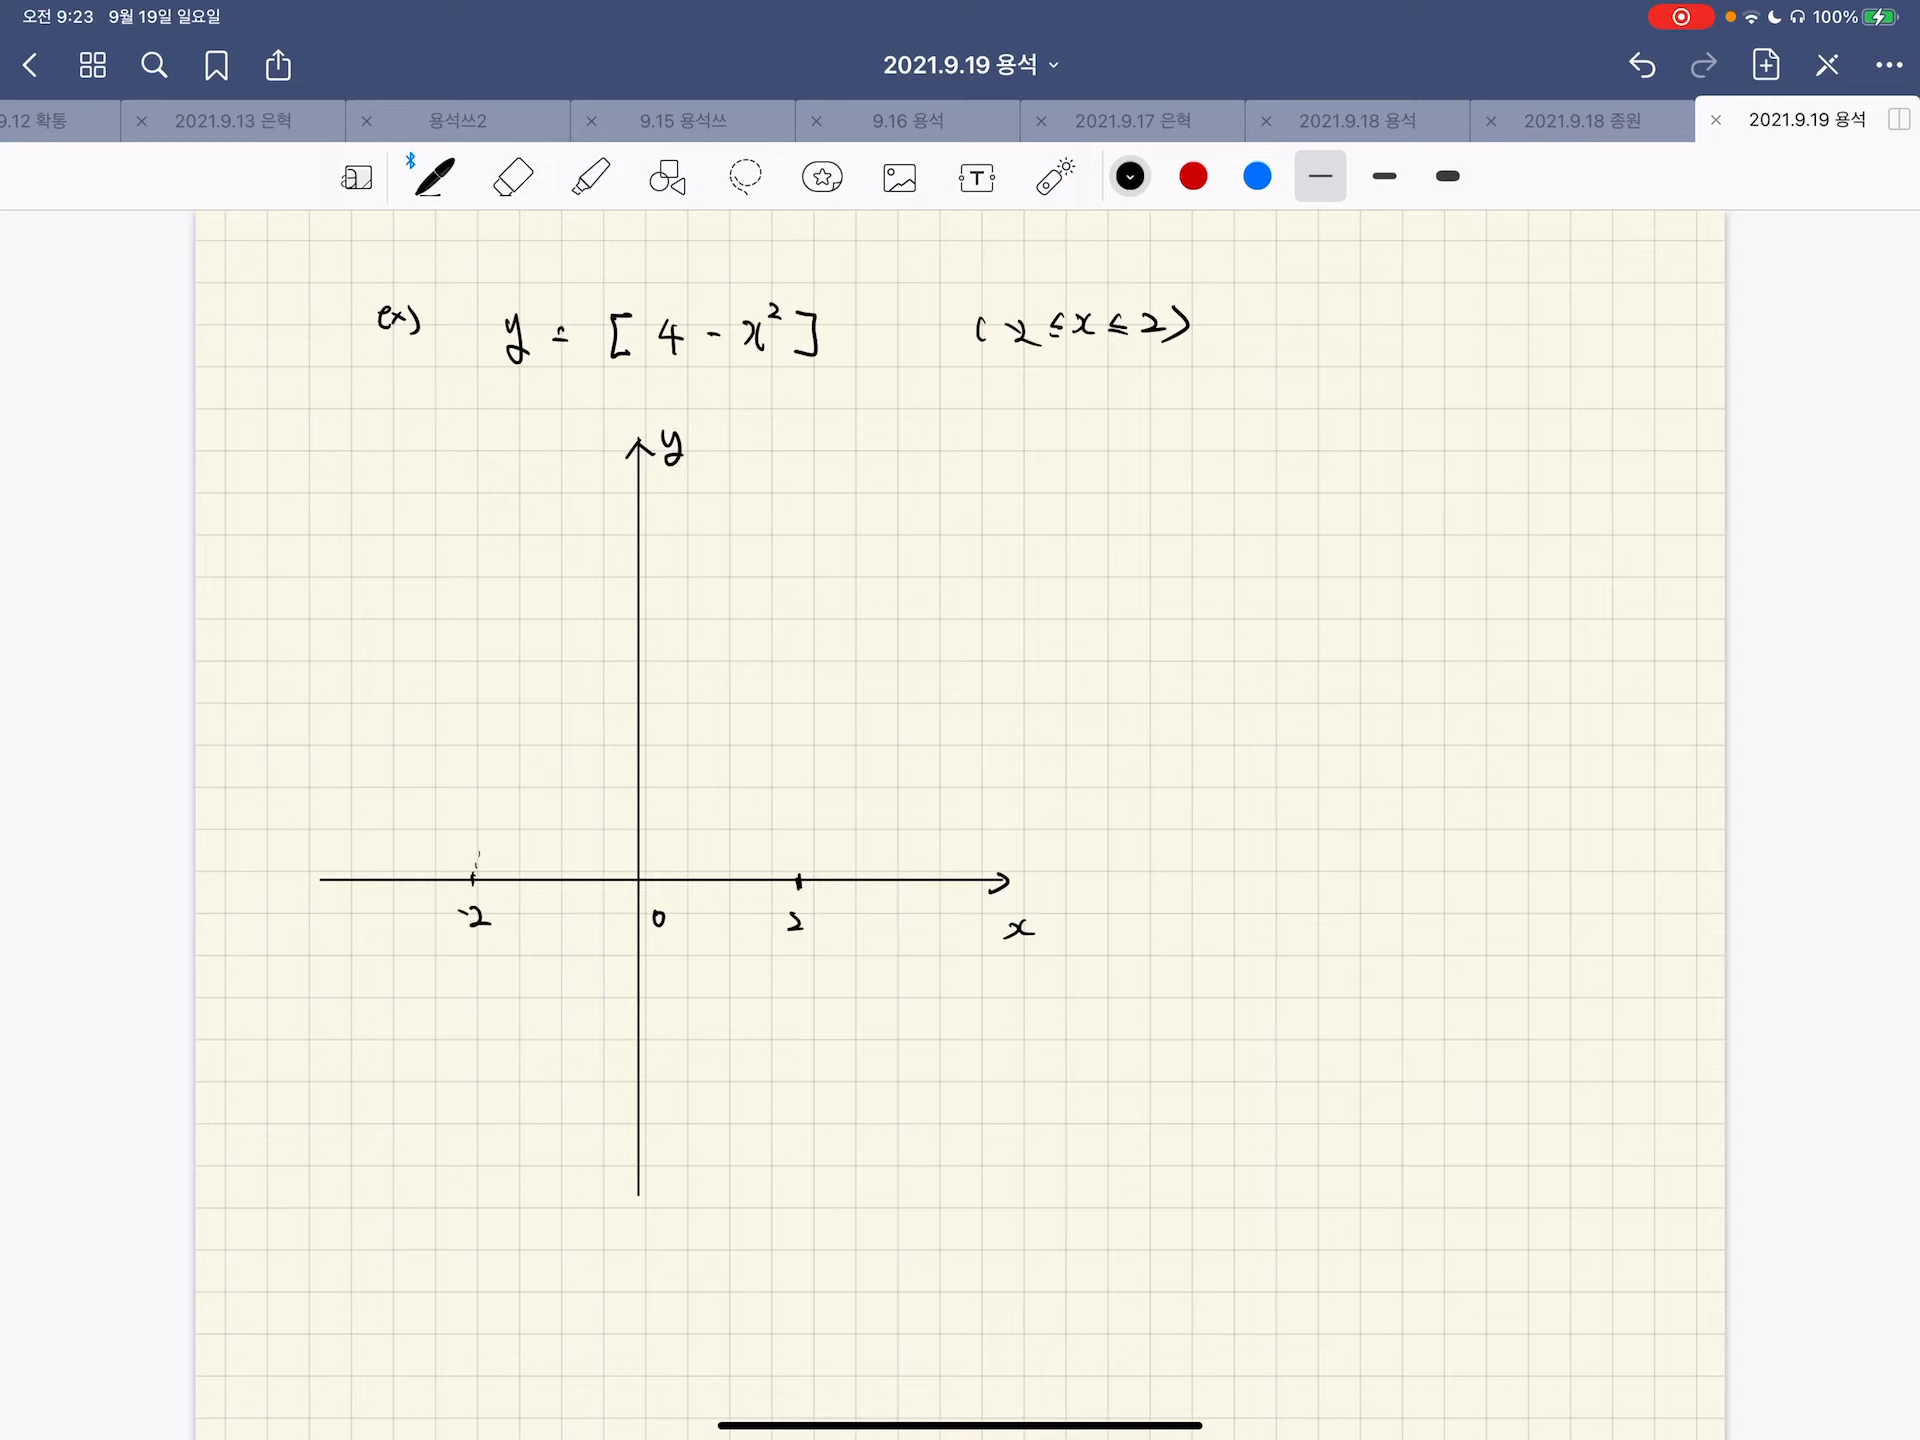 오전 9:23 9월 19일 일요일 100%
2021.9.19 용석
9.12 확통 2021.9.13 은혁 용석쓰2 9.15 용석쓰 9.16 용석 2021.9.17 은혁 2021.9.18 용석 2021.9.18 종원 2021.9.19 용석
ex) y = [ 4 - x² ] ( -2 ≤ x ≤ 2 )
y
-2 0 2 x